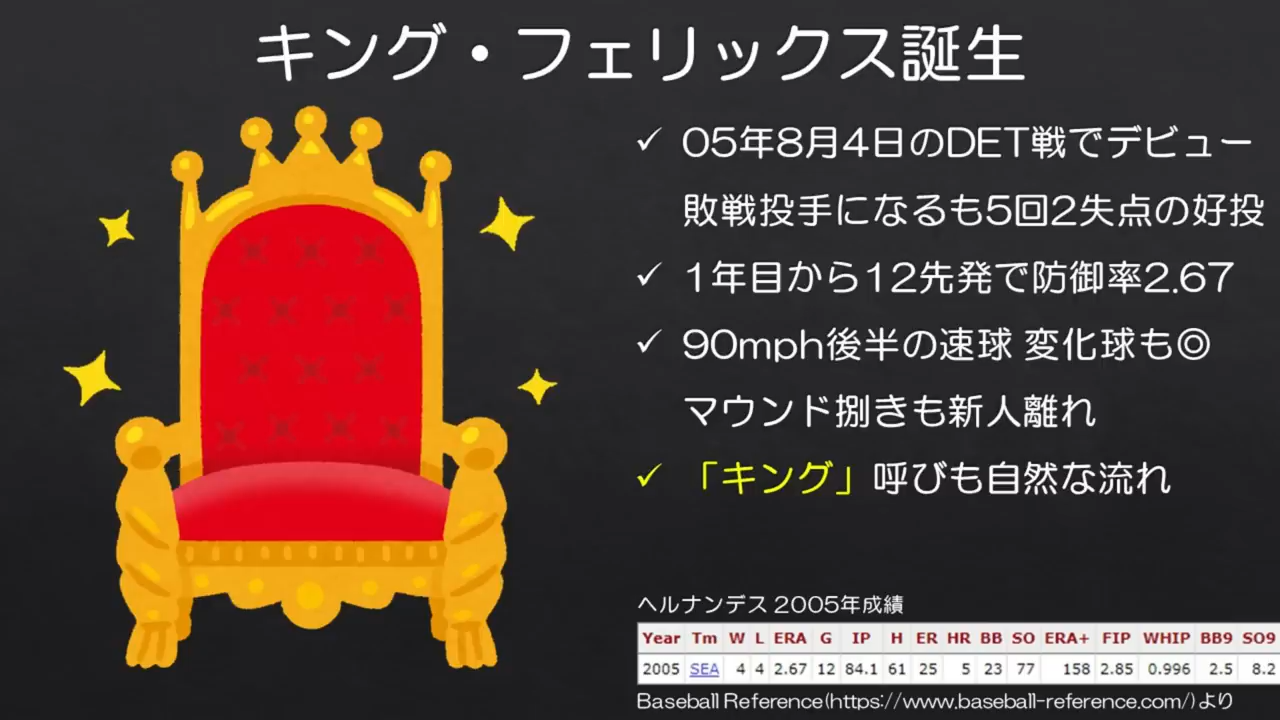 キング・フェリックス誕生
✓ 05年8月4日のDET戦でデビュー
敗戦投手になるも5回2失点の好投
✓ 1年目から12先発で防御率2.67
✓ 90mph後半の速球 変化球も◎
マウンド捌きも新人離れ
✓ 「キング」呼びも自然な流れ
ヘルナンデス 2005年成績
Year Tm W L ERA G IP H ER HR BB SO ERA+ FIP WHIP BB9 SO9
2005 SEA 4 4 2.67 12 84.1 61 25 5 23 77 158 2.85 0.996 2.5 8.2
Baseball Reference(https://www.baseball-reference.com/)より